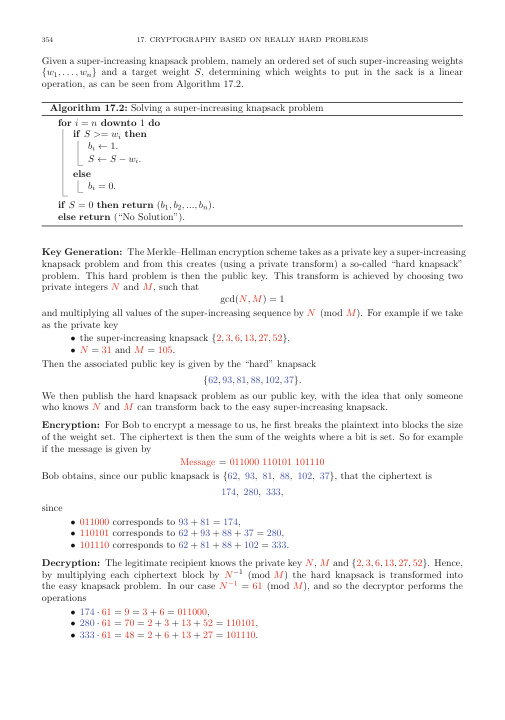 354 17. CRYPTOGRAPHY BASED ON REALLY HARD PROBLEMS
Given a super-increasing knapsack problem, namely an ordered set of such super-increasing weights
{w₁, . . . , wₙ} and a target weight S, determining which weights to put in the sack is a linear
operation, as can be seen from Algorithm 17.2.
Algorithm 17.2: Solving a super-increasing knapsack problem
for i = n downto 1 do
if S >= wᵢ then
bᵢ ← 1.
S ← S − wᵢ.
else
bᵢ = 0.
if S = 0 then return (b₁, b₂, ..., bₙ).
else return (“No Solution”).
Key Generation: The Merkle–Hellman encryption scheme takes as a private key a super-increasing
knapsack problem and from this creates (using a private transform) a so-called “hard knapsack”
problem. This hard problem is then the public key. This transform is achieved by choosing two
private integers N and M, such that
gcd(N, M) = 1
and multiplying all values of the super-increasing sequence by N (mod M). For example if we take
as the private key
• the super-increasing knapsack {2, 3, 6, 13, 27, 52},
• N = 31 and M = 105.
Then the associated public key is given by the “hard” knapsack
{62, 93, 81, 88, 102, 37}.
We then publish the hard knapsack problem as our public key, with the idea that only someone
who knows N and M can transform back to the easy super-increasing knapsack.
Encryption: For Bob to encrypt a message to us, he first breaks the plaintext into blocks the size
of the weight set. The ciphertext is then the sum of the weights where a bit is set. So for example
if the message is given by
Message = 011000 110101 101110
Bob obtains, since our public knapsack is {62, 93, 81, 88, 102, 37}, that the ciphertext is
174, 280, 333,
since
• 011000 corresponds to 93 + 81 = 174,
• 110101 corresponds to 62 + 93 + 88 + 37 = 280,
• 101110 corresponds to 62 + 81 + 88 + 102 = 333.
Decryption: The legitimate recipient knows the private key N, M and {2, 3, 6, 13, 27, 52}. Hence,
by multiplying each ciphertext block by N⁻¹ (mod M) the hard knapsack is transformed into
the easy knapsack problem. In our case N⁻¹ = 61 (mod M), and so the decryptor performs the
operations
• 174 · 61 = 9 = 3 + 6 = 011000,
• 280 · 61 = 70 = 2 + 3 + 13 + 52 = 110101,
• 333 · 61 = 48 = 2 + 6 + 13 + 27 = 101110.